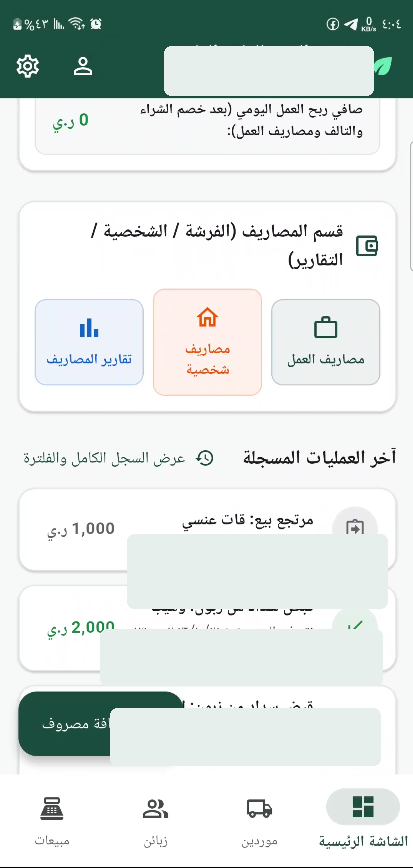 ٤:٠٤
0
KB/s
٪٤٣
صافي ربح العمل اليومي (بعد خصم الشراء
والتالف ومصاريف العمل):
0 ر.ي
قسم المصاريف (الفرشة / الشخصية /
التقارير)
مصاريف العمل
مصاريف
شخصية
تقارير المصاريف
آخر العمليات المسجلة
عرض السجل الكامل والفلترة
مرتجع بيع: قات عنسي
1,000 ر.ي
2,000 ر.ي
مصروف
الشاشة الرئيسية
موردين
زبائن
مبيعات